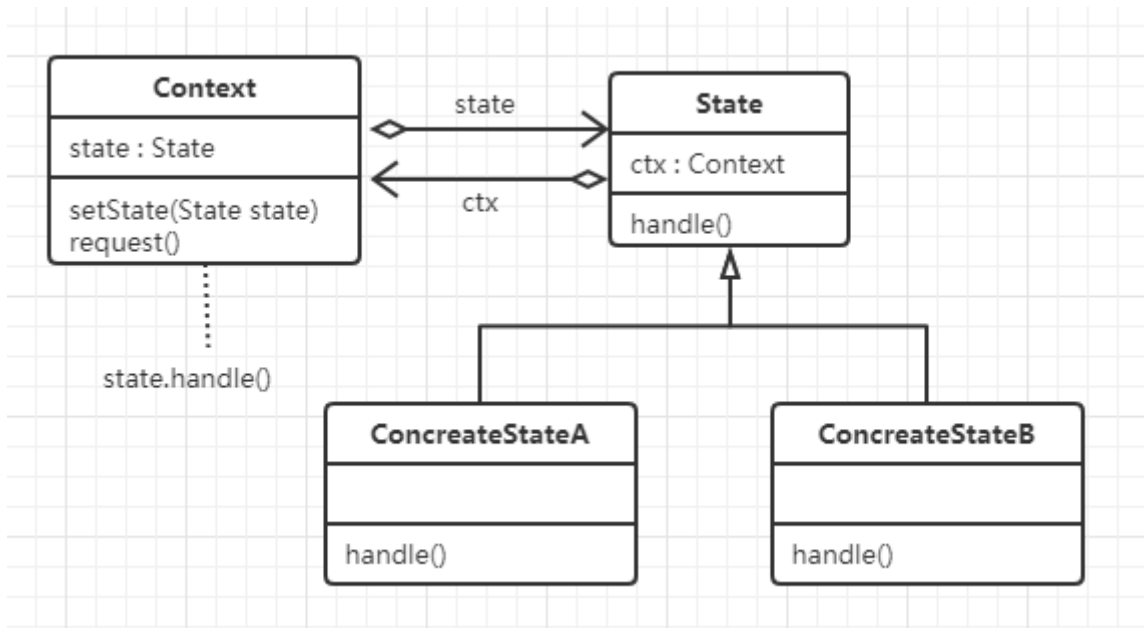 Context
state : State
setState(State state)
request()
state
ctx
State
ctx : Context
handle()
state.handle()
ConcreateStateA
handle()
ConcreateStateB
handle()